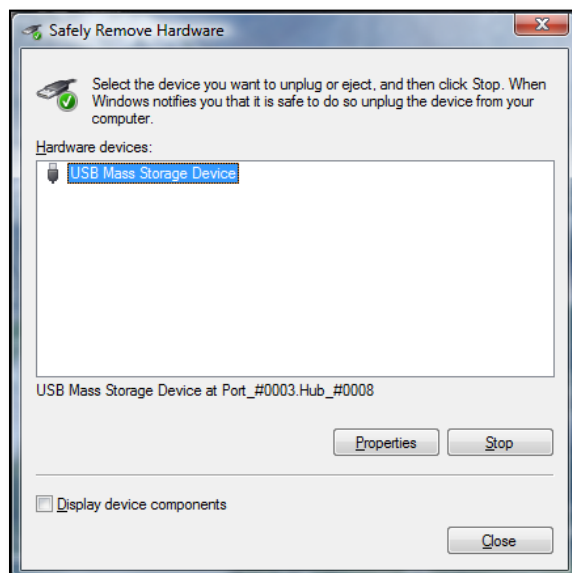 Safely Remove Hardware
Select the device you want to unplug or eject, and then click Stop. When
Windows notifies you that it is safe to do so unplug the device from your
computer.
Hardware devices:
USB Mass Storage Device
USB Mass Storage Device at Port_#0003.Hub_#0008
Properties
Stop
Display device components
Close